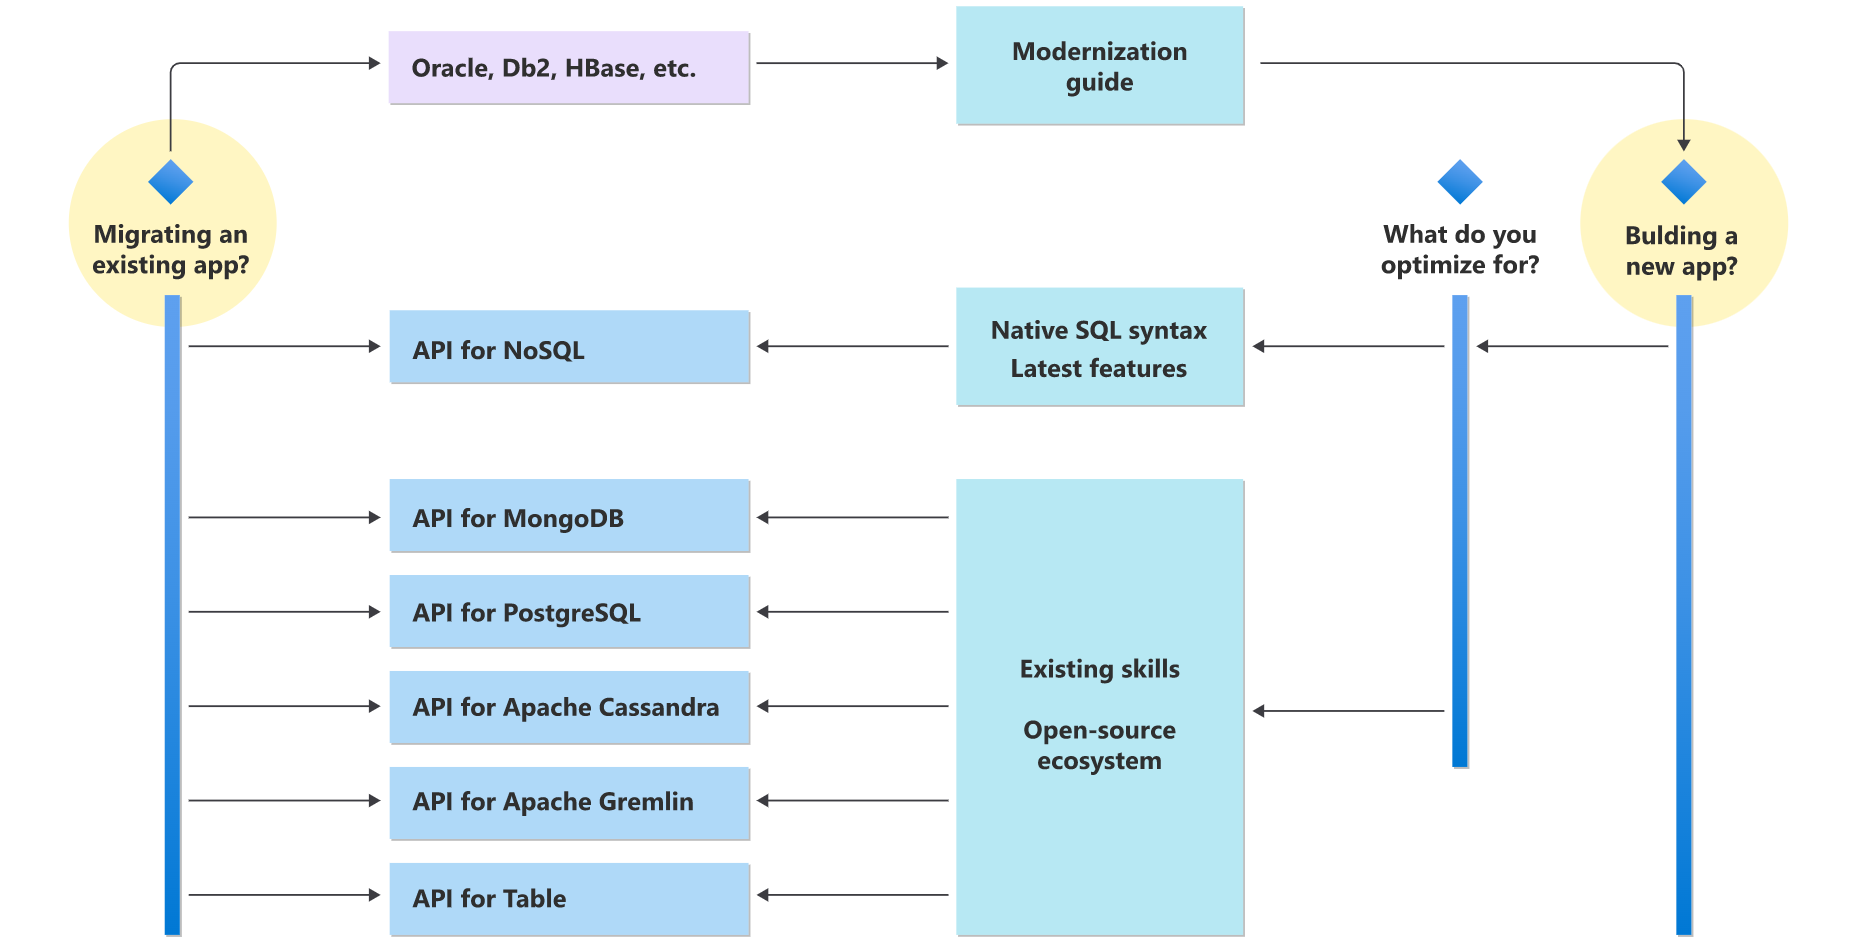 Oracle, Db2, HBase, etc.
Modernization
guide
Migrating an
existing app?
What do you
optimize for?
Bulding a
new app?
API for NoSQL
Native SQL syntax
Latest features
API for MongoDB
API for PostgreSQL
API for Apache Cassandra
API for Apache Gremlin
API for Table
Existing skills
Open-source
ecosystem